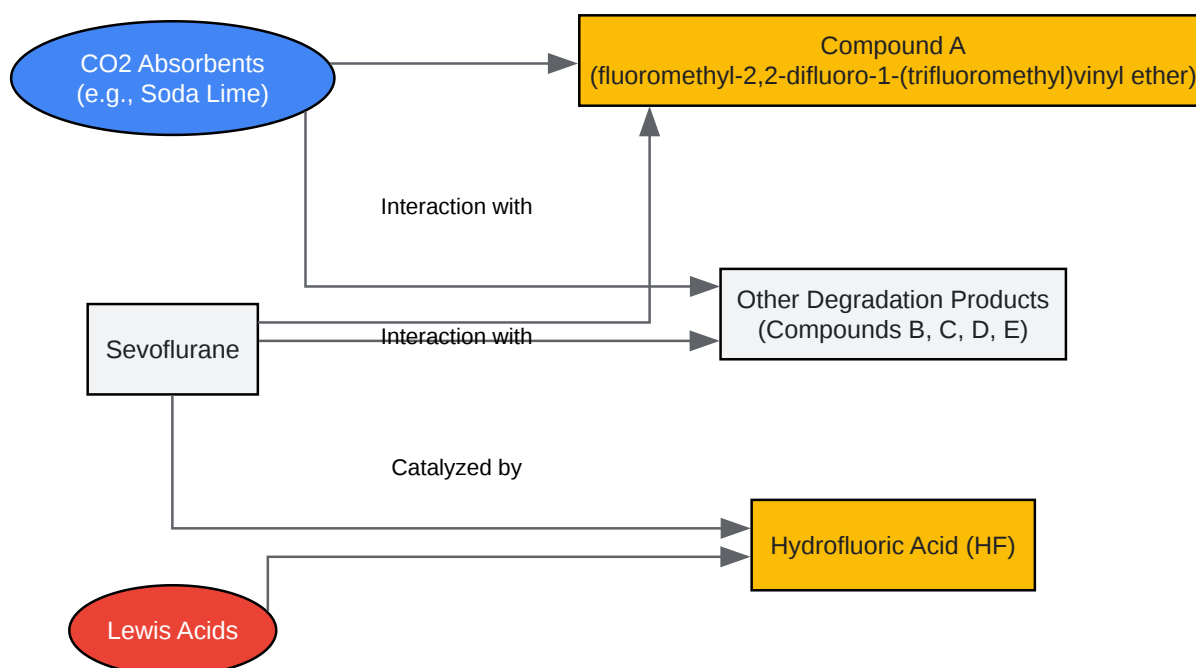 CO2 Absorbents
(e.g., Soda Lime)
Compound A
(fluoromethyl-2,2-difluoro-1-(trifluoromethyl)vinyl ether)
Interaction with
Other Degradation Products
(Compounds B, C, D, E)
Sevoflurane
Interaction with
Catalyzed by
Hydrofluoric Acid (HF)
Lewis Acids